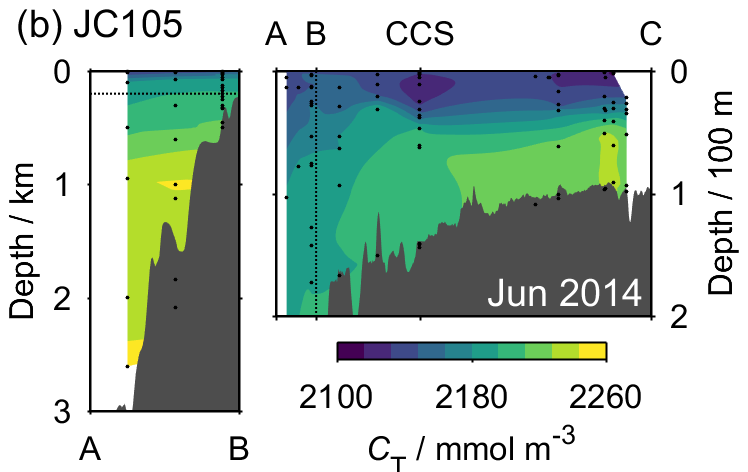 (b) JC105
A B CCS C
0
1
2
3
Depth / km
A B
0
1
2
Depth / 100 m
Jun 2014
2100 2180 2260
C_T / mmol m⁻³